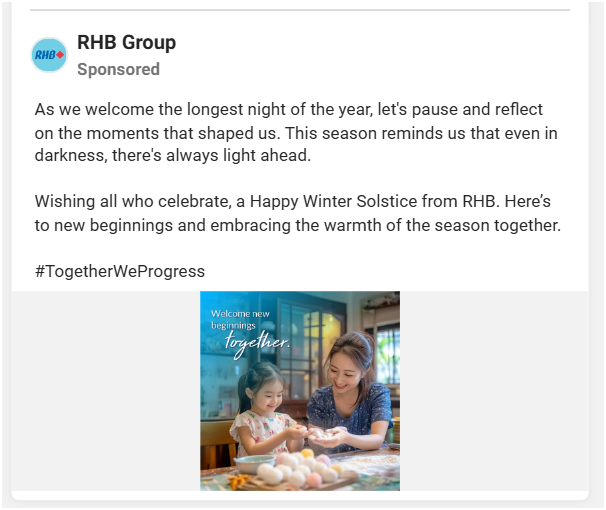 RHB
RHB Group
Sponsored
As we welcome the longest night of the year, let's pause and reflect
on the moments that shaped us. This season reminds us that even in
darkness, there's always light ahead.
Wishing all who celebrate, a Happy Winter Solstice from RHB. Here’s
to new beginnings and embracing the warmth of the season together.
#TogetherWeProgress
Welcome new
beginnings
together.